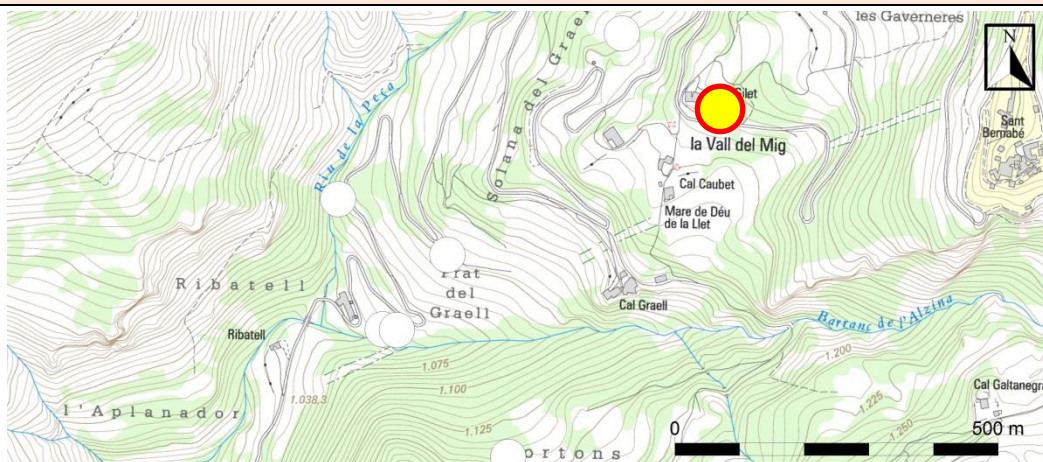 les Gaverneres
N
Solana del Grae
Riu de la Peça
Gilet
la Vall del Mig
Sant
Bernabé
Cal Caubet
Mare de Déu
de la Llet
Prat
del
Graell
Ribatell
Cal Graell
Barranc de l'Alzina
Ribatell
1.075
1.200
1.038,3
1.100
Cal Galtanegra
l'Aplanador
1.225
1.125
1.250
0
500 m
ortons